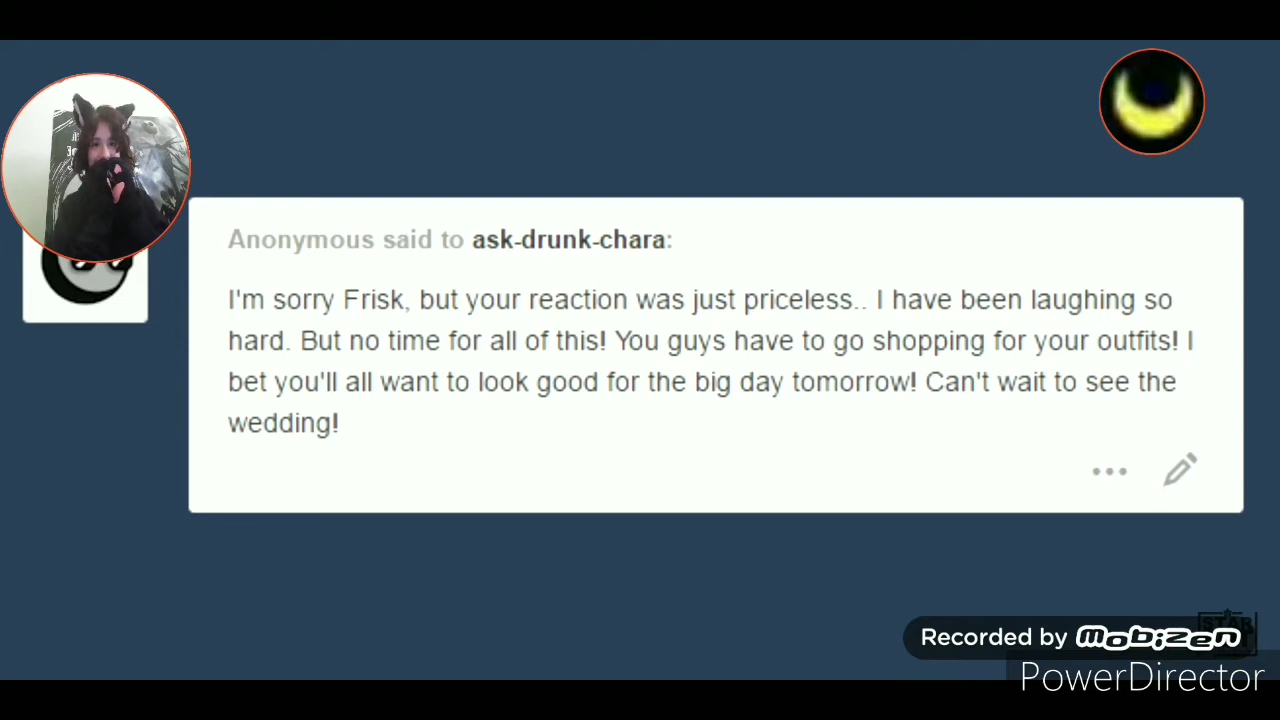 Anonymous said to ask-drunk-chara:
I'm sorry Frisk, but your reaction was just priceless.. I have been laughing so
hard. But no time for all of this! You guys have to go shopping for your outfits! I
bet you'll all want to look good for the big day tomorrow! Can't wait to see the
wedding!
STAR
Recorded by mobizen
PowerDirector